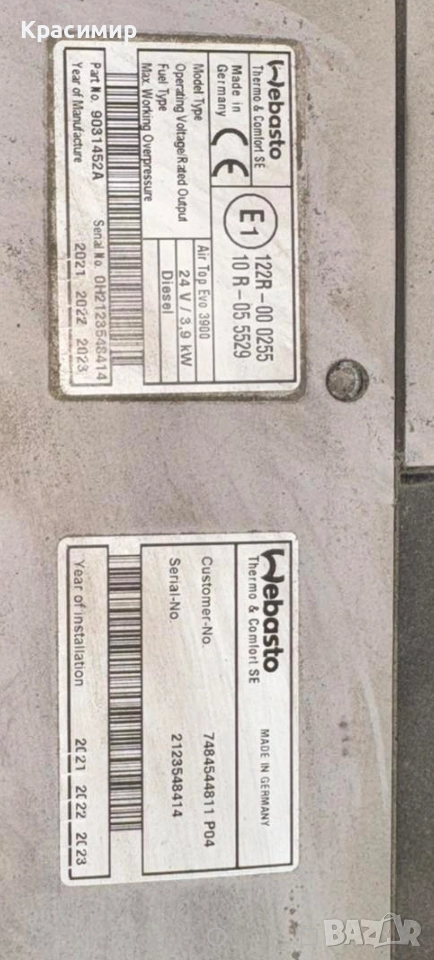 Красимир
Webasto
Thermo & Comfort SE
Made in
Germany
CE
E1
122R-00 0255
10 R-05 5529
Model Type
Air Top Evo 3900
Operating Voltage/Rated Output
24 V / 3,9 kW
Fuel Type
Diesel
Max. Working Overpressure
Part No. 9031452A
Serial No. 0H2123548414
Year of Manufacture
2021 2022 2023
Webasto
Thermo & Comfort SE
MADE IN GERMANY
Customer-No.
7484544811 P04
Serial-No.
2123548414
Year of installation
2021 2022 2023
BAZAR